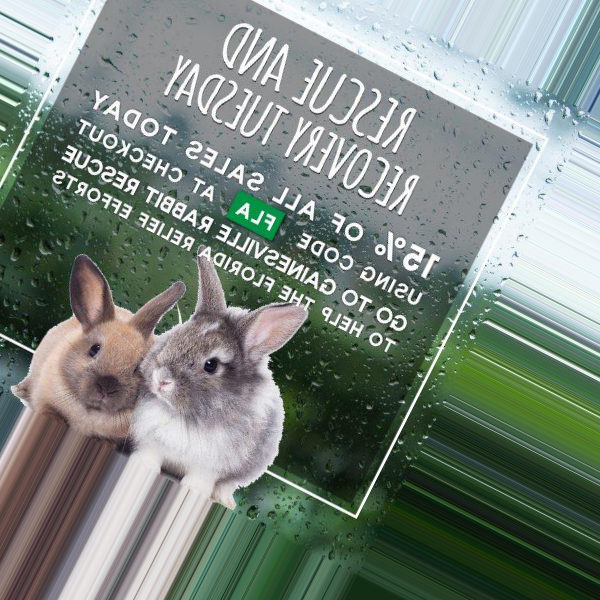 RESCUE AND
RECOVERY TUESDAY
15% OF ALL SALES TODAY
USING CODE FLA AT CHECKOUT
GO TO GAINESVILLE RABBIT RESCUE
TO HELP THE FLORIDA RELIEF EFFORTS